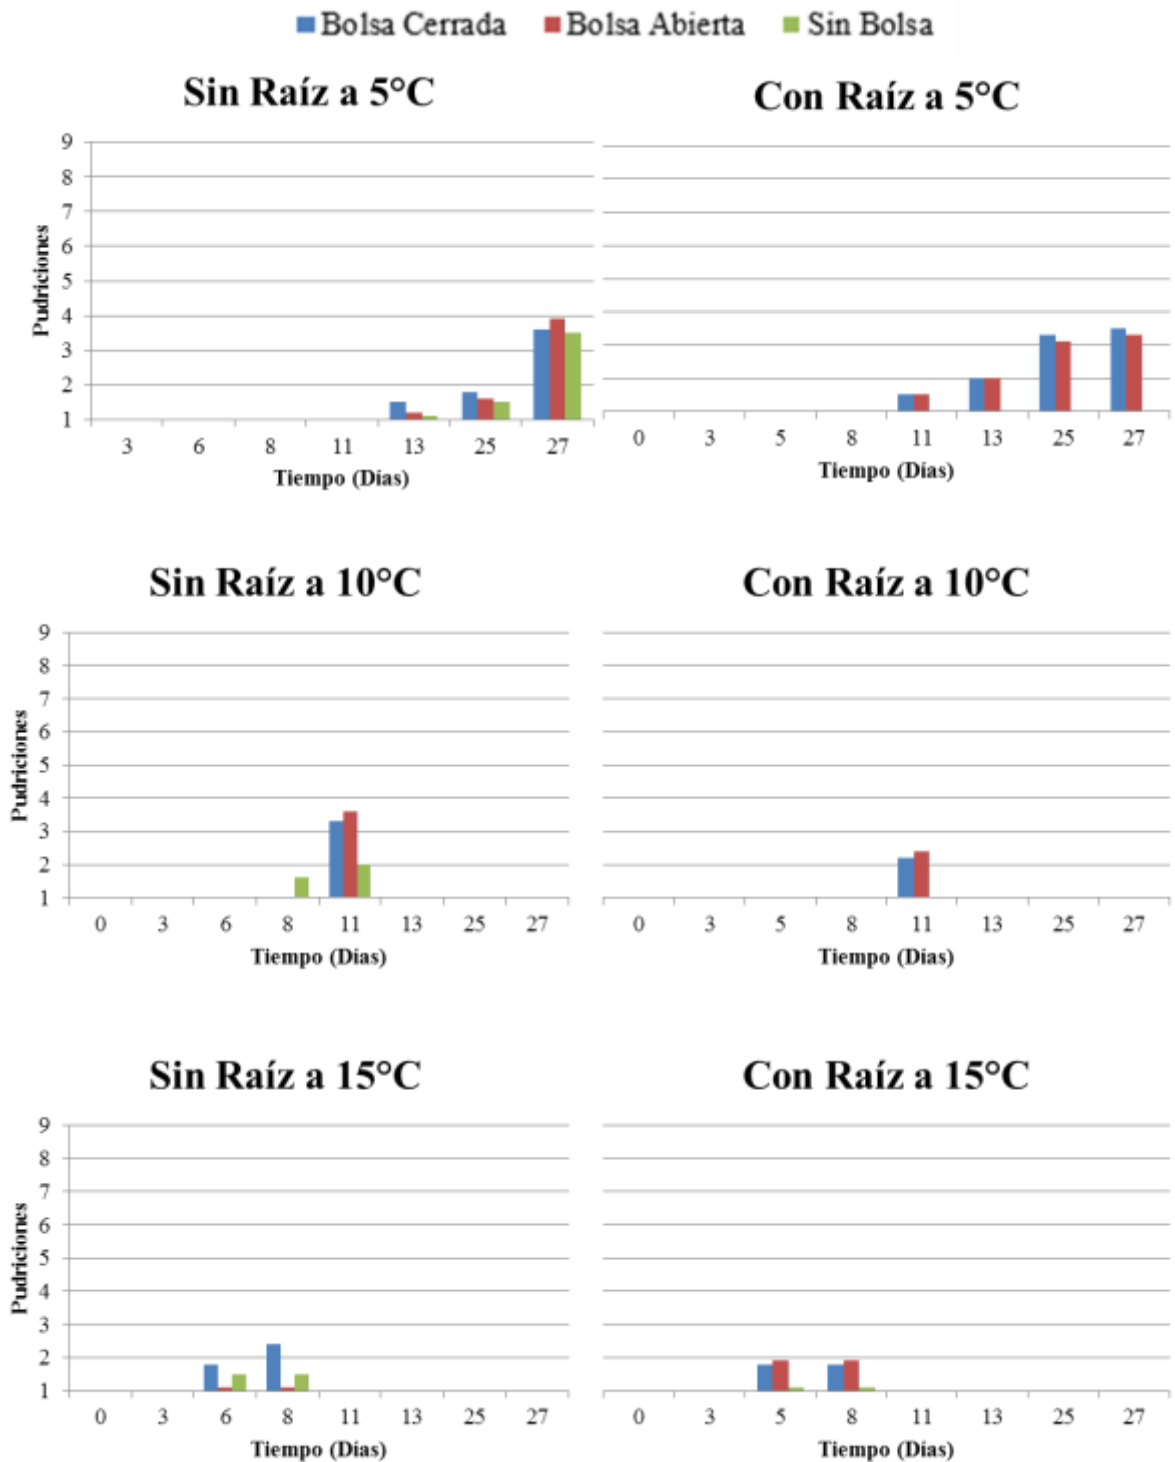 Bolsa Cerrada Bolsa Abierta Sin Bolsa
Sin Raíz a 5°C
9
8
7
6
5
4
3
2
1
Pudriciones
3 6 8 11 13 25 27
Tiempo (Días)
Con Raíz a 5°C
0 3 5 8 11 13 25 27
Tiempo (Días)
Sin Raíz a 10°C
9
8
7
6
5
4
3
2
1
Pudriciones
0 3 6 8 11 13 25 27
Tiempo (Días)
Con Raíz a 10°C
0 3 5 8 11 13 25 27
Tiempo (Días)
Sin Raíz a 15°C
9
8
7
6
5
4
3
2
1
Pudriciones
0 3 6 8 11 13 25 27
Tiempo (Días)
Con Raíz a 15°C
0 3 5 8 11 13 25 27
Tiempo (Días)